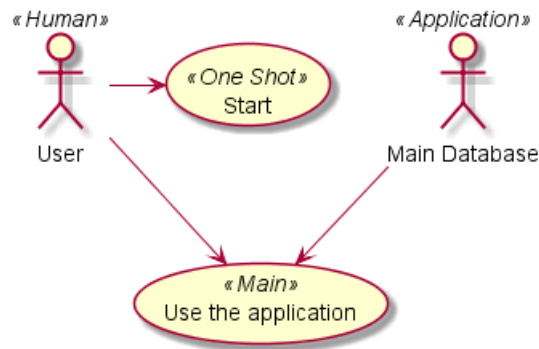 «Human»
User
«One Shot»
Start
«Application»
Main Database
«Main»
Use the application